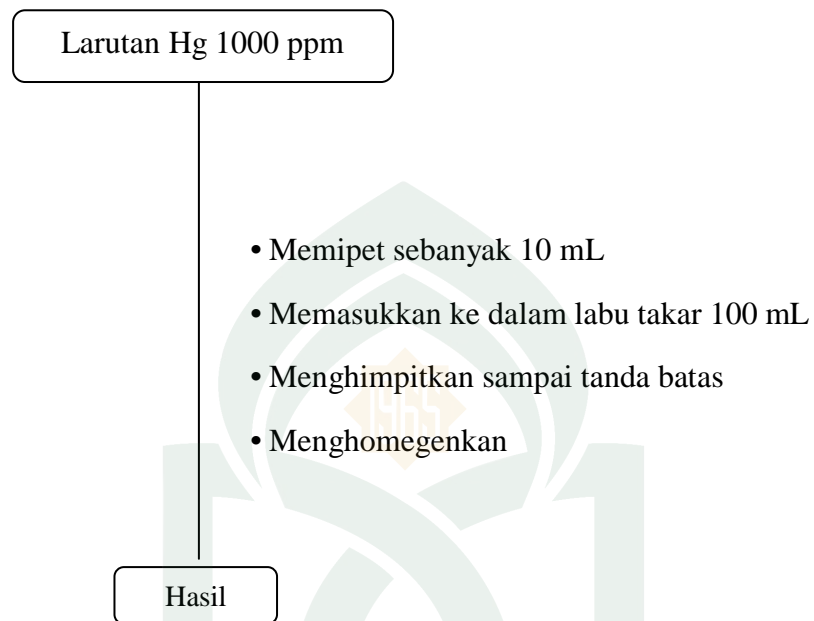 Larutan Hg 1000 ppm
• Memipet sebanyak 10 mL
• Memasukkan ke dalam labu takar 100 mL
• Menghimpitkan sampai tanda batas
• Menghomegenkan
Hasil